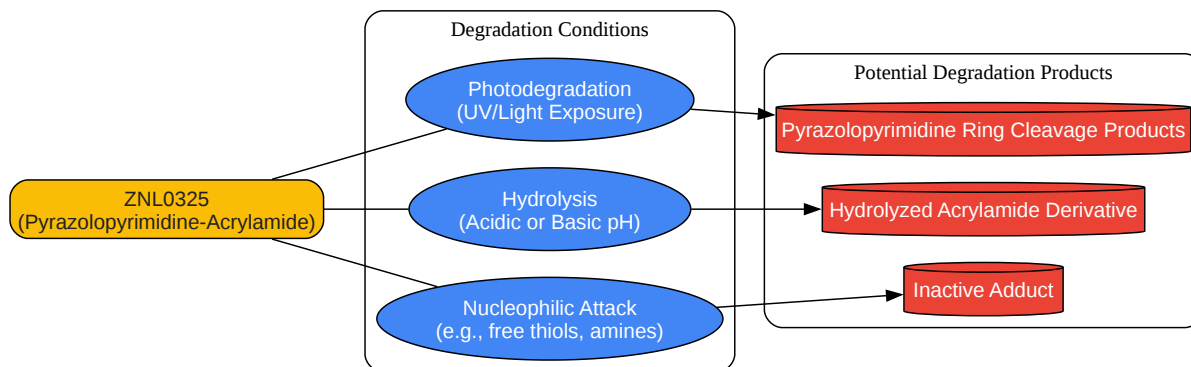 Degradation Conditions
Potential Degradation Products
ZNL0325
(Pyrazolopyrimidine-Acrylamide)
Photodegradation
(UV/Light Exposure)
Hydrolysis
(Acidic or Basic pH)
Nucleophilic Attack
(e.g., free thiols, amines)
Pyrazolopyrimidine Ring Cleavage Products
Hydrolyzed Acrylamide Derivative
Inactive Adduct